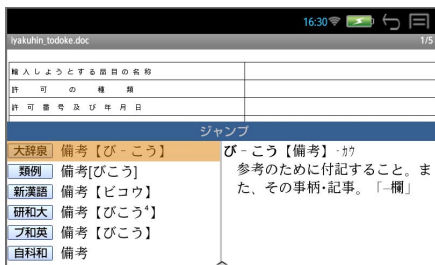 16:30
iyakuhin_todoke.doc 1/5
輸入しようとする品目の名称
許可の種類
許可番号及び年月日
ジャンプ
大辞泉 備考【び‐こう】
類例 備考[びこう]
新漢語 備考【ビコウ】
研和大 備考【びこう⁴】
プ和英 備考【びこう】
自科和 備考
び‐こう【備考】‐カウ
参考のために付記すること。ま
た、その事柄・記事。「―欄」